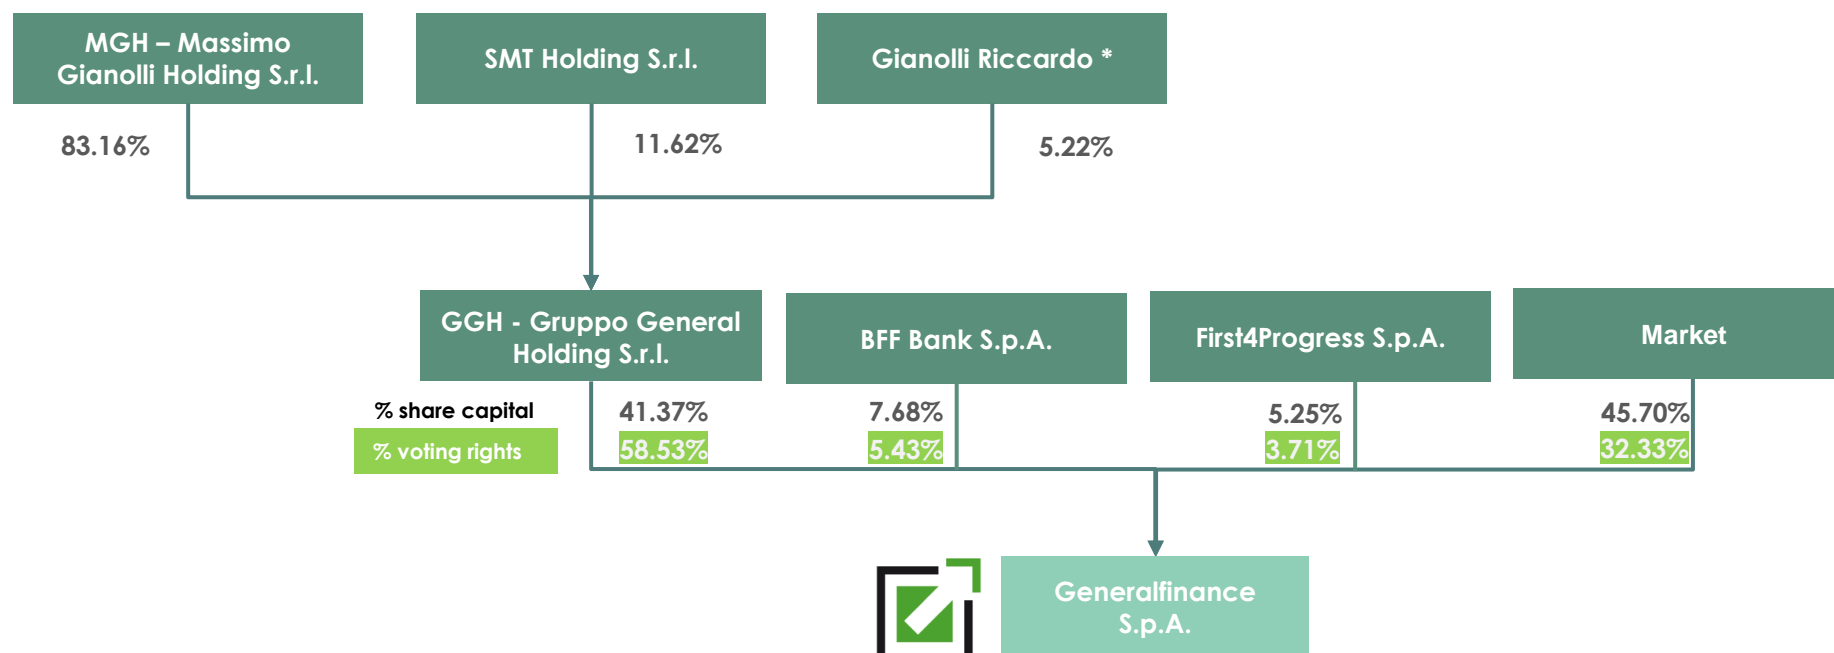 MGH – Massimo
Gianolli Holding S.r.l.
SMT Holding S.r.l.
Gianolli Riccardo *
83.16%
11.62%
5.22%
GGH - Gruppo General
Holding S.r.l.
BFF Bank S.p.A.
First4Progress S.p.A.
Market
% share capital
41.37%
7.68%
5.25%
45.70%
% voting rights
58.53%
5.43%
3.71%
32.33%
Generalfinance
S.p.A.